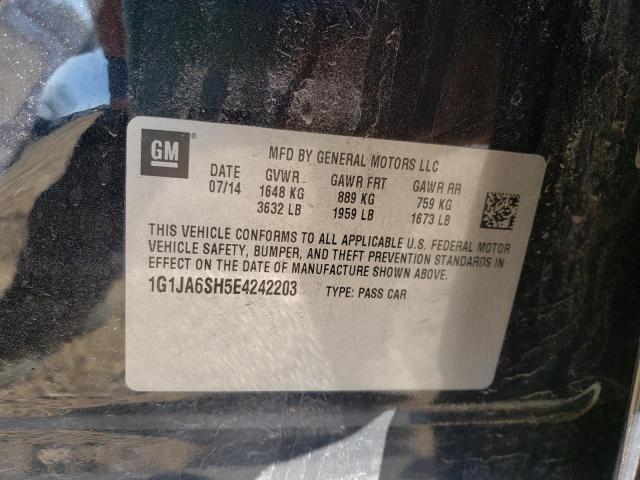 GM
MFD BY GENERAL MOTORS LLC
DATE GVWR GAWR FRT GAWR RR
07/14 1648 KG 889 KG 759 KG
3632 LB 1959 LB 1673 LB
THIS VEHICLE CONFORMS TO ALL APPLICABLE U.S. FEDERAL MOTOR
VEHICLE SAFETY, BUMPER, AND THEFT PREVENTION STANDARDS IN
EFFECT ON THE DATE OF MANUFACTURE SHOWN ABOVE.
1G1JA6SH5E4242203 TYPE: PASS CAR